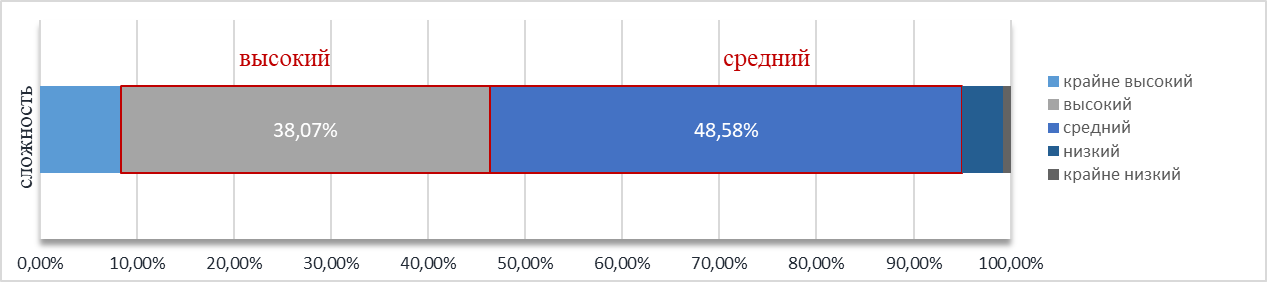 высокий
средний
сложность
38,07%
48,58%
крайне высокий
высокий
средний
низкий
крайне низкий
0,00% 10,00% 20,00% 30,00% 40,00% 50,00% 60,00% 70,00% 80,00% 90,00% 100,00%